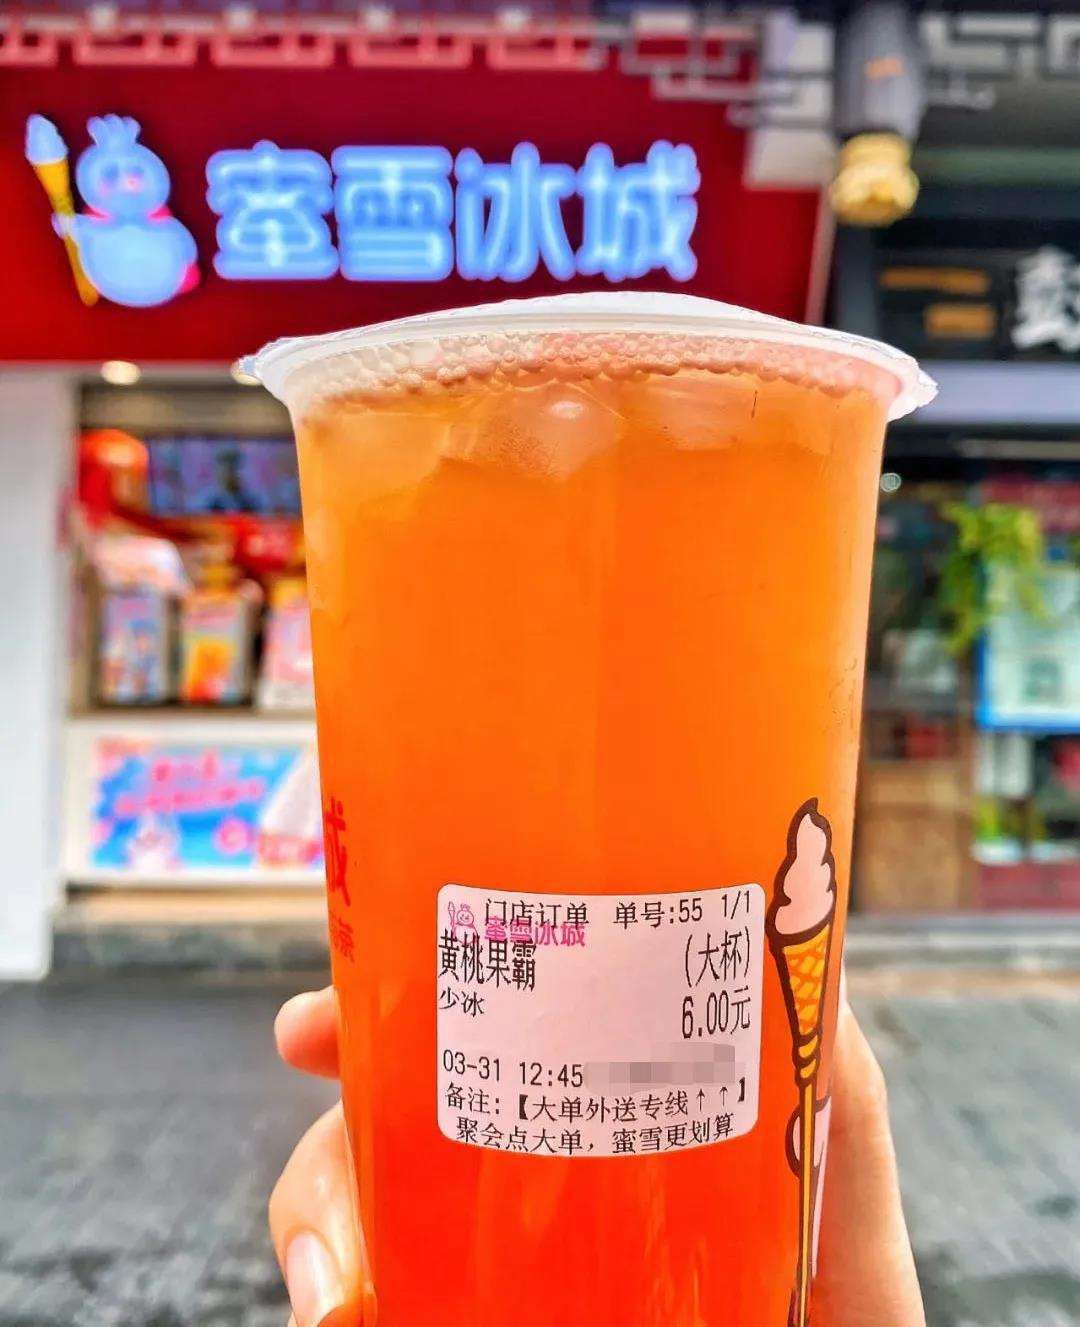 蜜雪冰城
城
茶
门店订单 单号:55 1/1
蜜雪冰城
黄桃果霸 (大杯)
少冰
6.00元
03-31 12:45
备注:【大单外送专线↑↑】
聚会点大单，蜜雪更划算